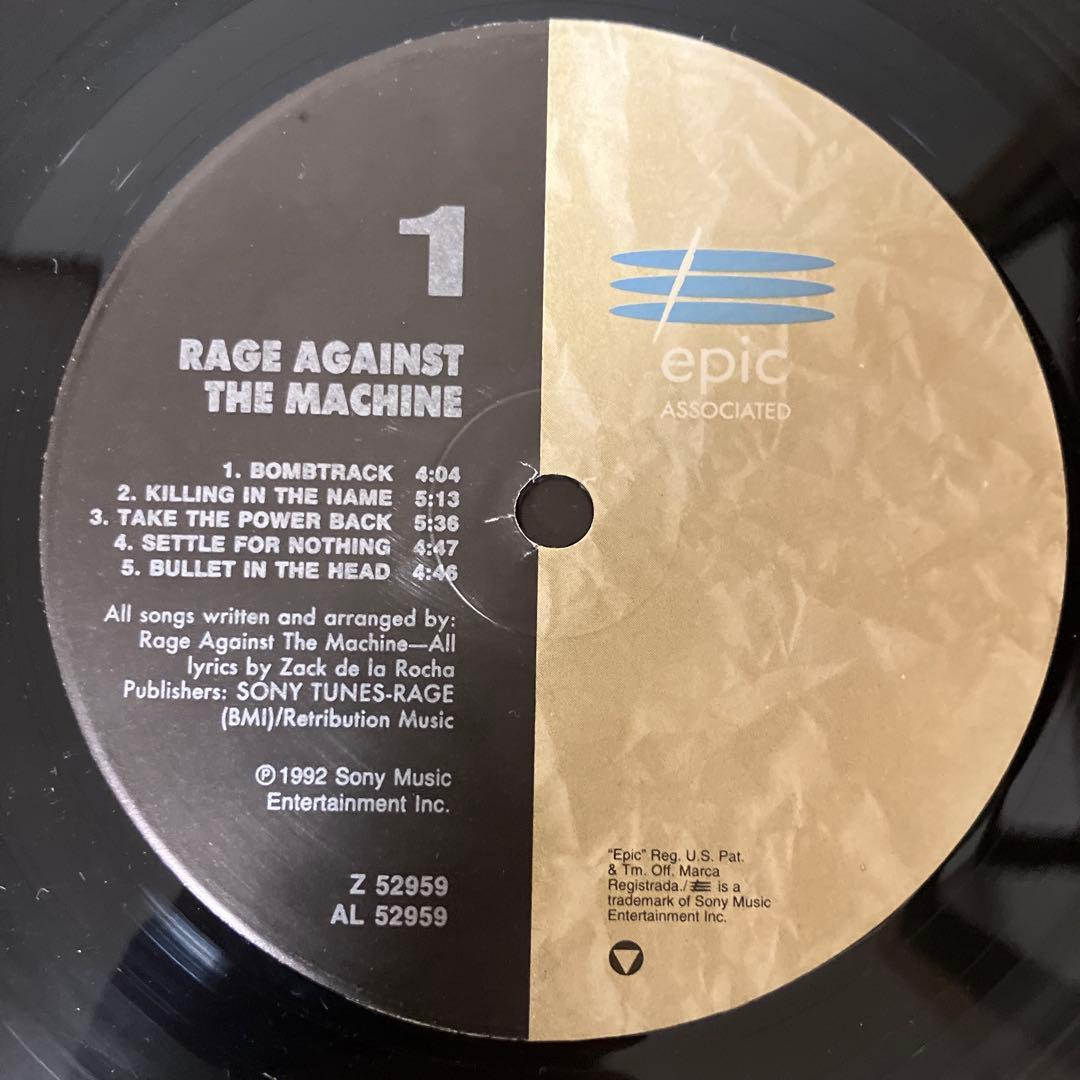 1
RAGE AGAINST
THE MACHINE
1. BOMBTRACK 4:04
2. KILLING IN THE NAME 5:13
3. TAKE THE POWER BACK 5:36
4. SETTLE FOR NOTHING 4:47
5. BULLET IN THE HEAD 4:46
All songs written and arranged by:
Rage Against The Machine—All
lyrics by Zack de la Rocha
Publishers: SONY TUNES-RAGE
(BMI)/Retribution Music
℗1992 Sony Music
Entertainment Inc.
Z 52959
AL 52959
epic
ASSOCIATED
"Epic" Reg. U.S. Pat.
& Tm. Off. Marca
Registrada./ is a
trademark of Sony Music
Entertainment Inc.